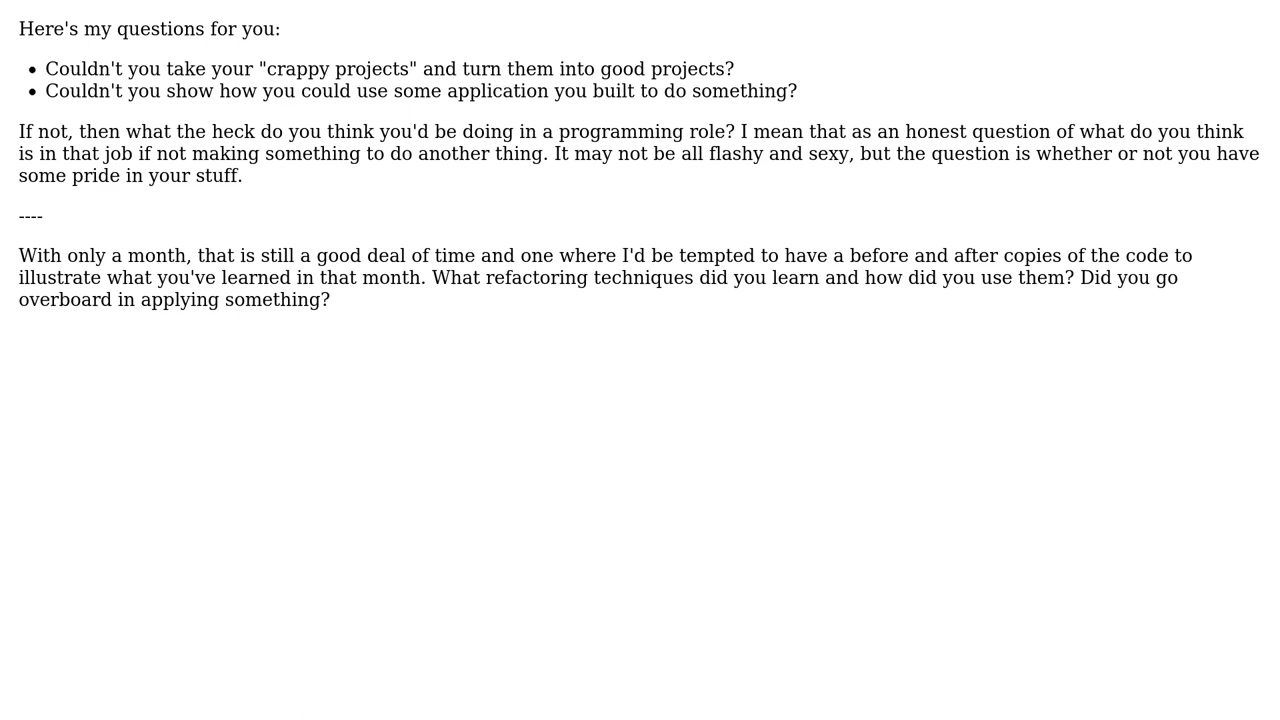 Here's my questions for you:
• Couldn't you take your "crappy projects" and turn them into good projects?
• Couldn't you show how you could use some application you built to do something?
If not, then what the heck do you think you'd be doing in a programming role? I mean that as an honest question of what do you think
is in that job if not making something to do another thing. It may not be all flashy and sexy, but the question is whether or not you have
some pride in your stuff.
----
With only a month, that is still a good deal of time and one where I'd be tempted to have a before and after copies of the code to
illustrate what you've learned in that month. What refactoring techniques did you learn and how did you use them? Did you go
overboard in applying something?